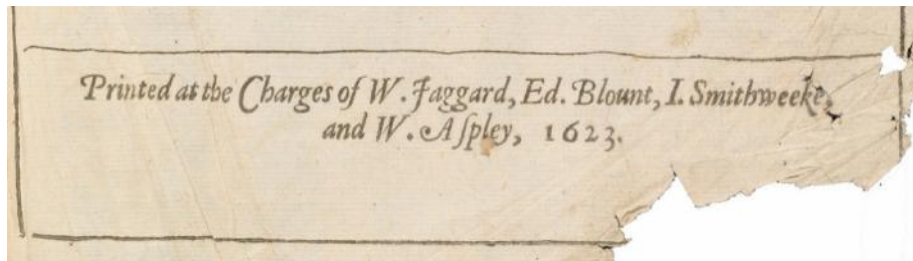 Printed at the Charges of W. Jaggard, Ed. Blount, I. Smithweeke,
and W. Aſpley, 1623.